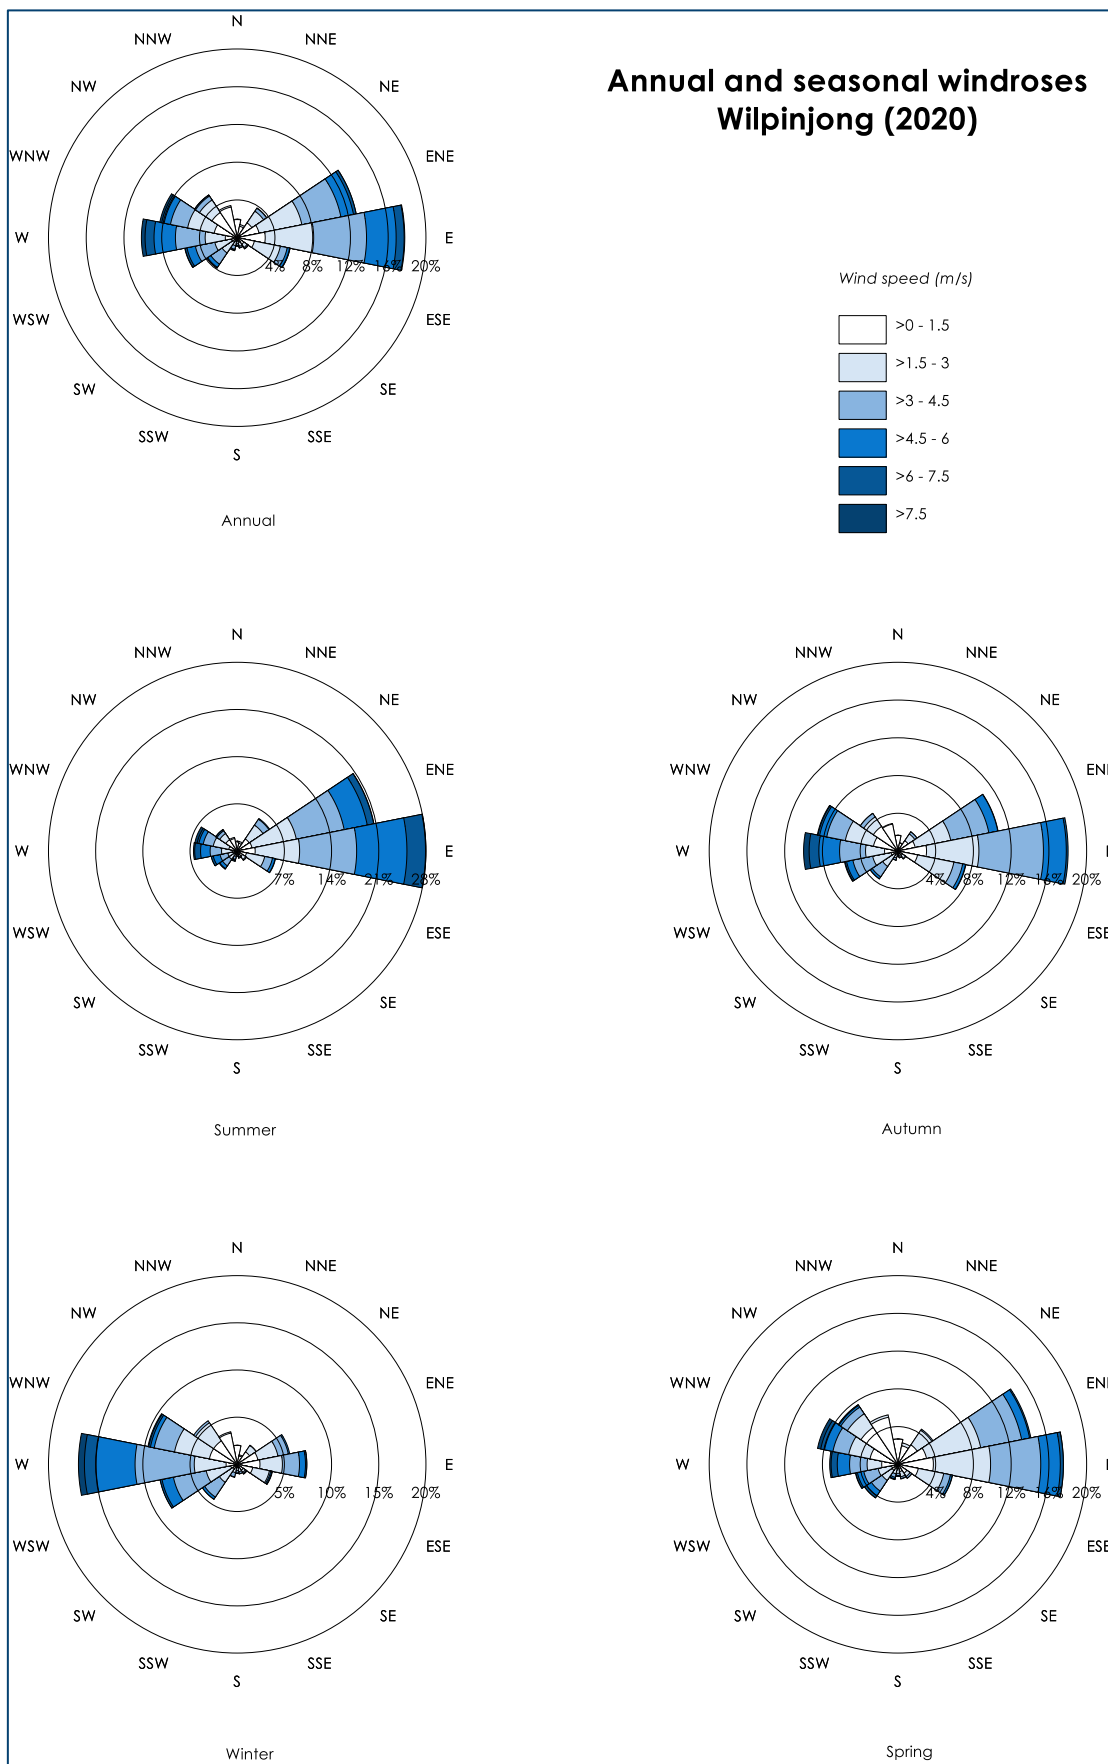 Annual and seasonal windroses
Wilpinjong (2020)
N
NNW
NNE
NW
NE
WNW
ENE
W
E
4%
8%
12%
16%
20%
WSW
ESE
SW
SE
SSW
SSE
S
Annual
Wind speed (m/s)
>0 - 1.5
>1.5 - 3
>3 - 4.5
>4.5 - 6
>6 - 7.5
>7.5
N
NNW
NNE
NW
NE
WNW
ENE
W
E
7%
14%
21%
28%
WSW
ESE
SW
SE
SSW
SSE
S
Summer
N
NNW
NNE
NW
NE
WNW
ENE
W
E
4%
8%
12%
16%
20%
WSW
ESE
SW
SE
SSW
SSE
S
Autumn
N
NNW
NNE
NW
NE
WNW
ENE
W
E
5%
10%
15%
20%
WSW
ESE
SW
SE
SSW
SSE
S
Winter
N
NNW
NNE
NW
NE
WNW
ENE
W
E
4%
8%
12%
16%
20%
WSW
ESE
SW
SE
SSW
SSE
S
Spring